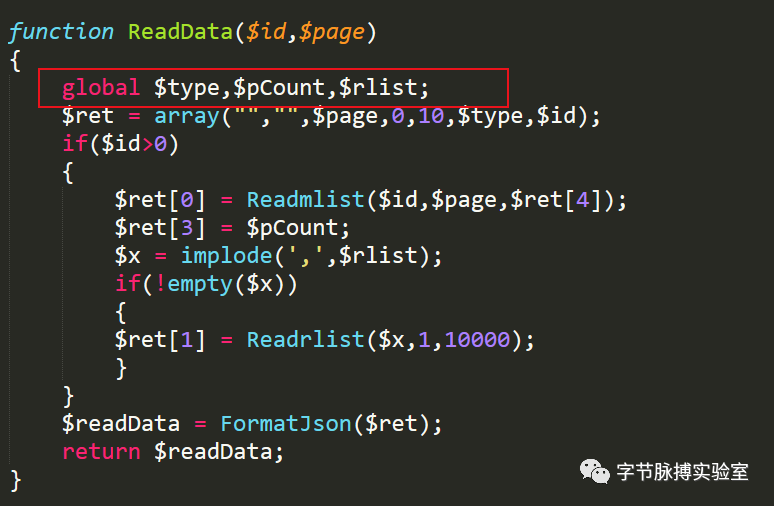 function ReadData($id,$page)
{
global $type,$pCount,$rlist;
$ret = array("","",$page,0,10,$type,$id);
if($id>0)
{
$ret[0] = Readmlist($id,$page,$ret[4]);
$ret[3] = $pCount;
$x = implode(',',$rlist);
if(!empty($x))
{
$ret[1] = Readrlist($x,1,10000);
}
}
$readData = FormatJson($ret);
return $readData;
}
字节脉搏实验室